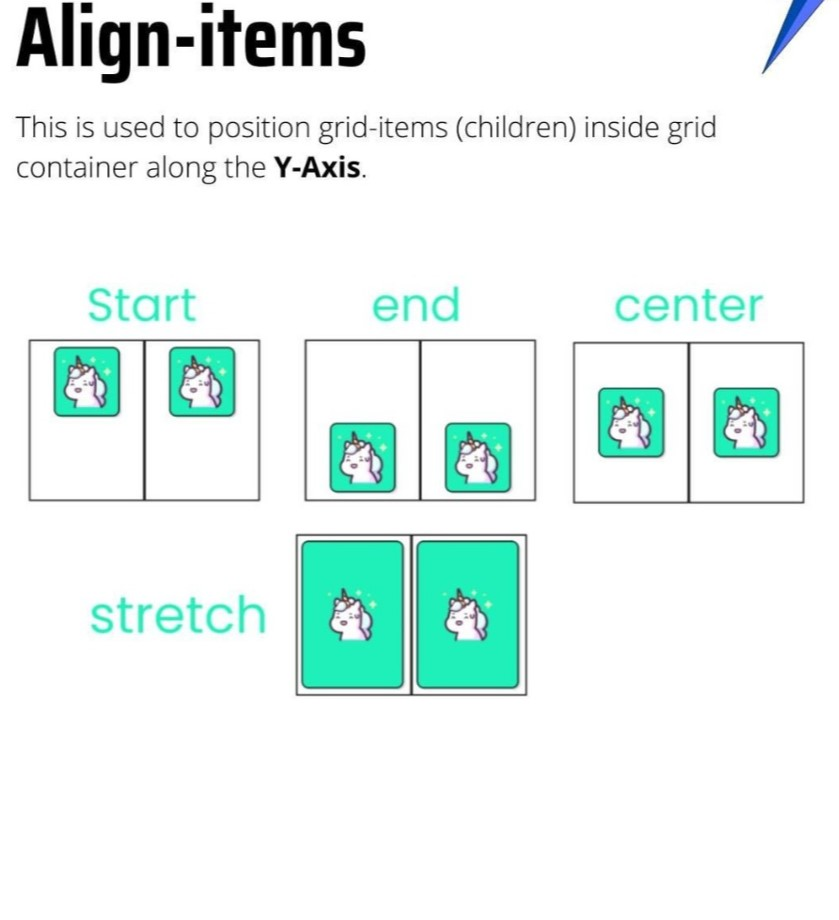 Align-items
This is used to position grid-items (children) inside grid
container along the Y-Axis.
Start
end
center
stretch